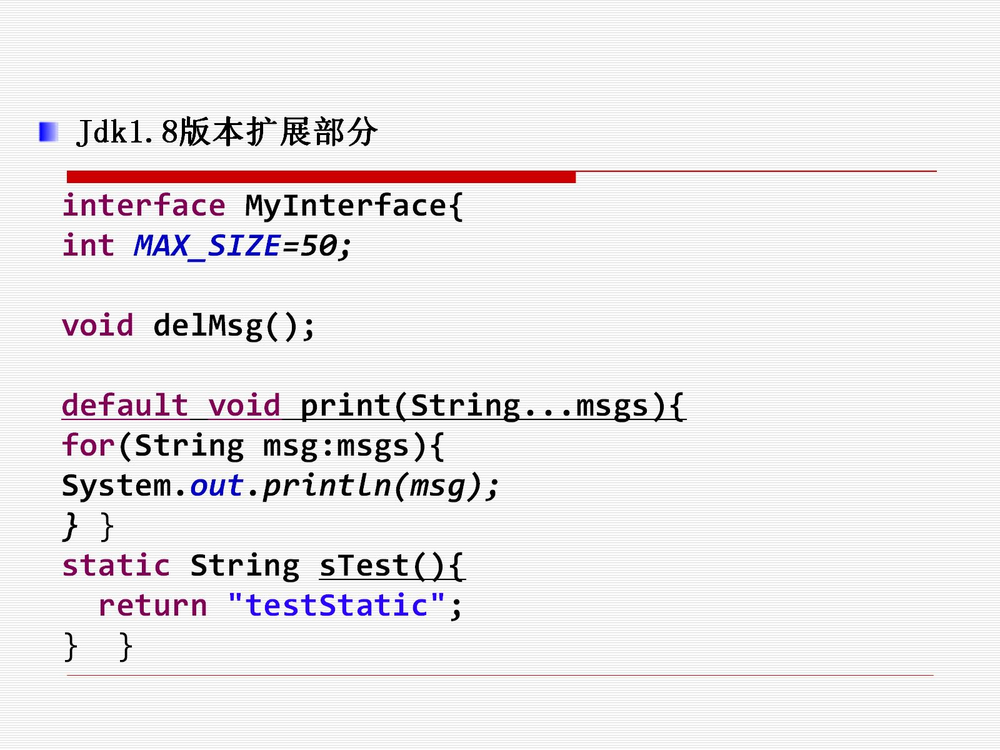 Jdk1.8版本扩展部分
interface MyInterface{
int MAX_SIZE=50;
void delMsg();
default void print(String...msgs){
for(String msg:msgs){
System.out.println(msg);
} }
static String sTest(){
  return "testStatic";
}  }